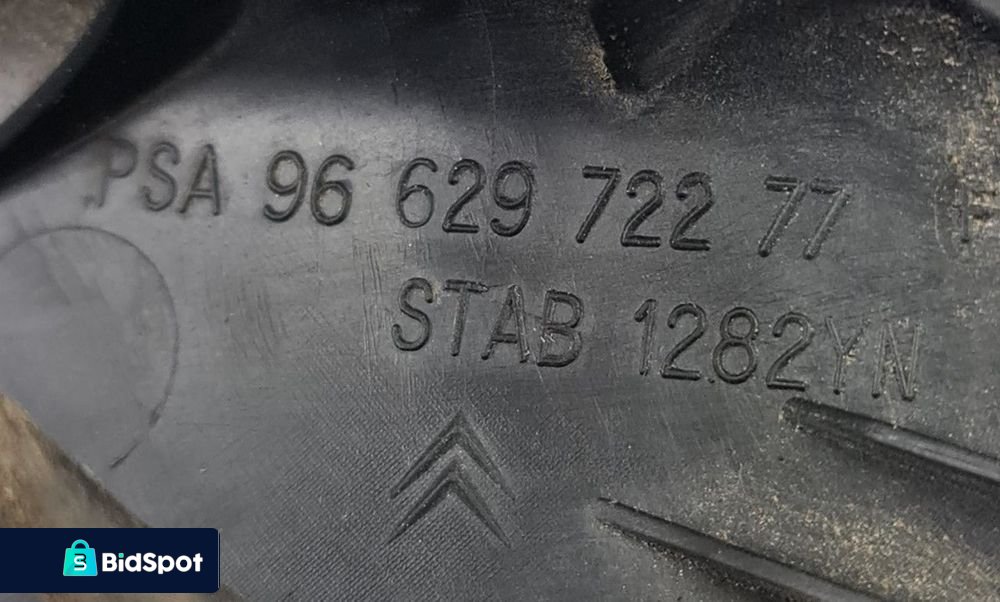 PSA 96 629 722 77
STAB 1282YN
BidSpot